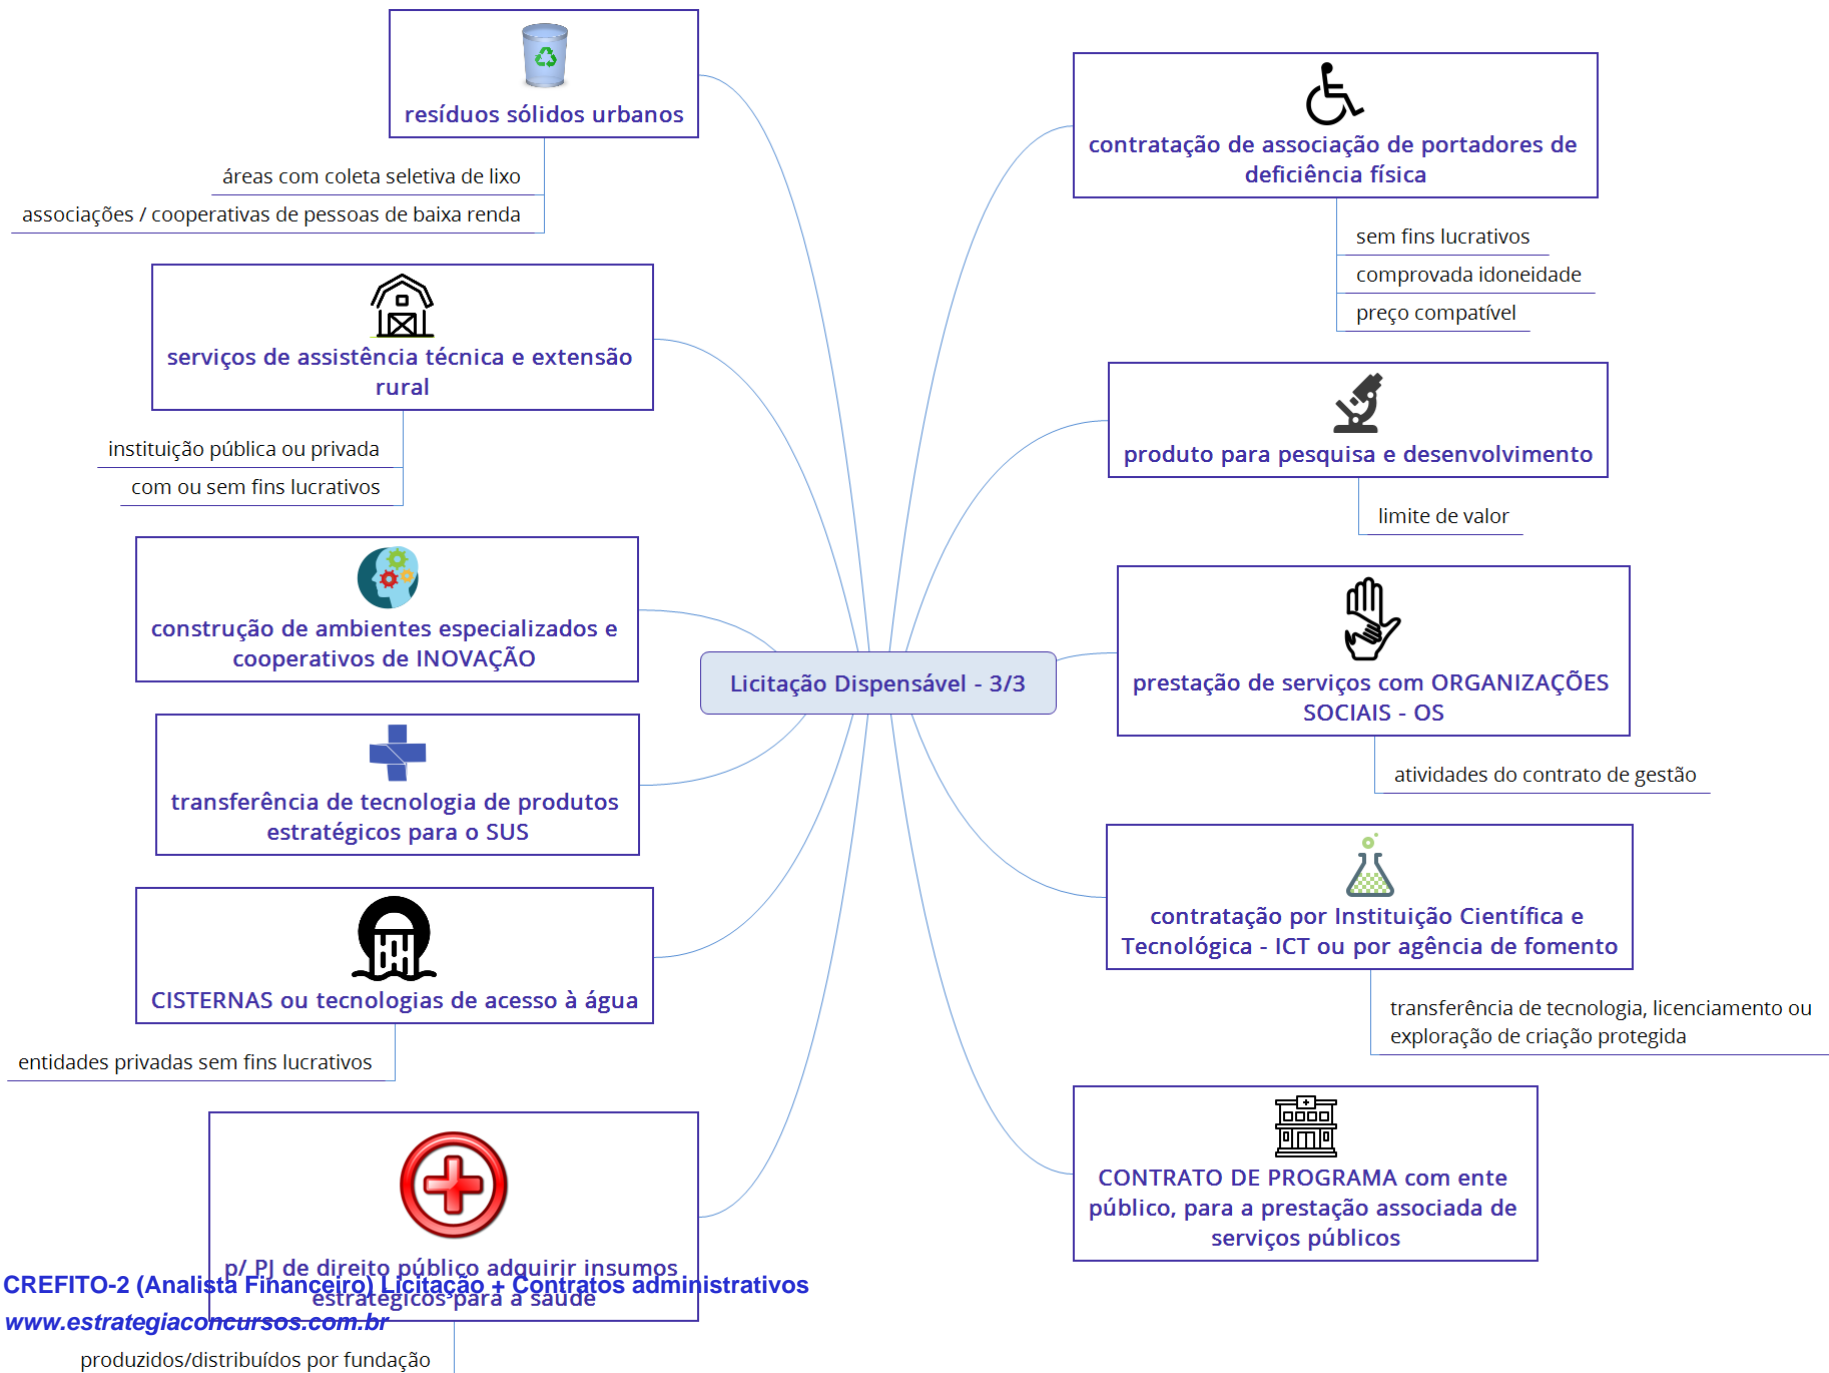 resíduos sólidos urbanos
áreas com coleta seletiva de lixo
associações / cooperativas de pessoas de baixa renda
serviços de assistência técnica e extensão
rural
instituição pública ou privada
com ou sem fins lucrativos
construção de ambientes especializados e
cooperativos de INOVAÇÃO
transferência de tecnologia de produtos
estratégicos para o SUS
CISTERNAS ou tecnologias de acesso à água
entidades privadas sem fins lucrativos
p/ PJ de direito público adquirir insumos
estratégicos para a saúde
produzidos/distribuídos por fundação
Licitação Dispensável - 3/3
contratação de associação de portadores de
deficiência física
sem fins lucrativos
comprovada idoneidade
preço compatível
produto para pesquisa e desenvolvimento
limite de valor
prestação de serviços com ORGANIZAÇÕES
SOCIAIS - OS
atividades do contrato de gestão
contratação por Instituição Científica e
Tecnológica - ICT ou por agência de fomento
transferência de tecnologia, licenciamento ou
exploração de criação protegida
CONTRATO DE PROGRAMA com ente
público, para a prestação associada de
serviços públicos
CREFITO-2 (Analista Financeiro) Licitação + Contratos administrativos
www.estrategiaconcursos.com.br